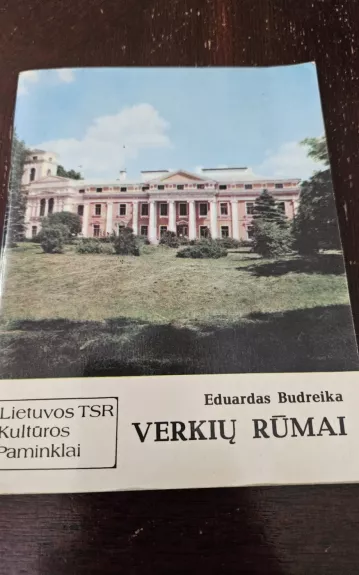 Eduardas Budreika
VERKIŲ RŪMAI
Lietuvos TSR
Kultūros
Paminklai